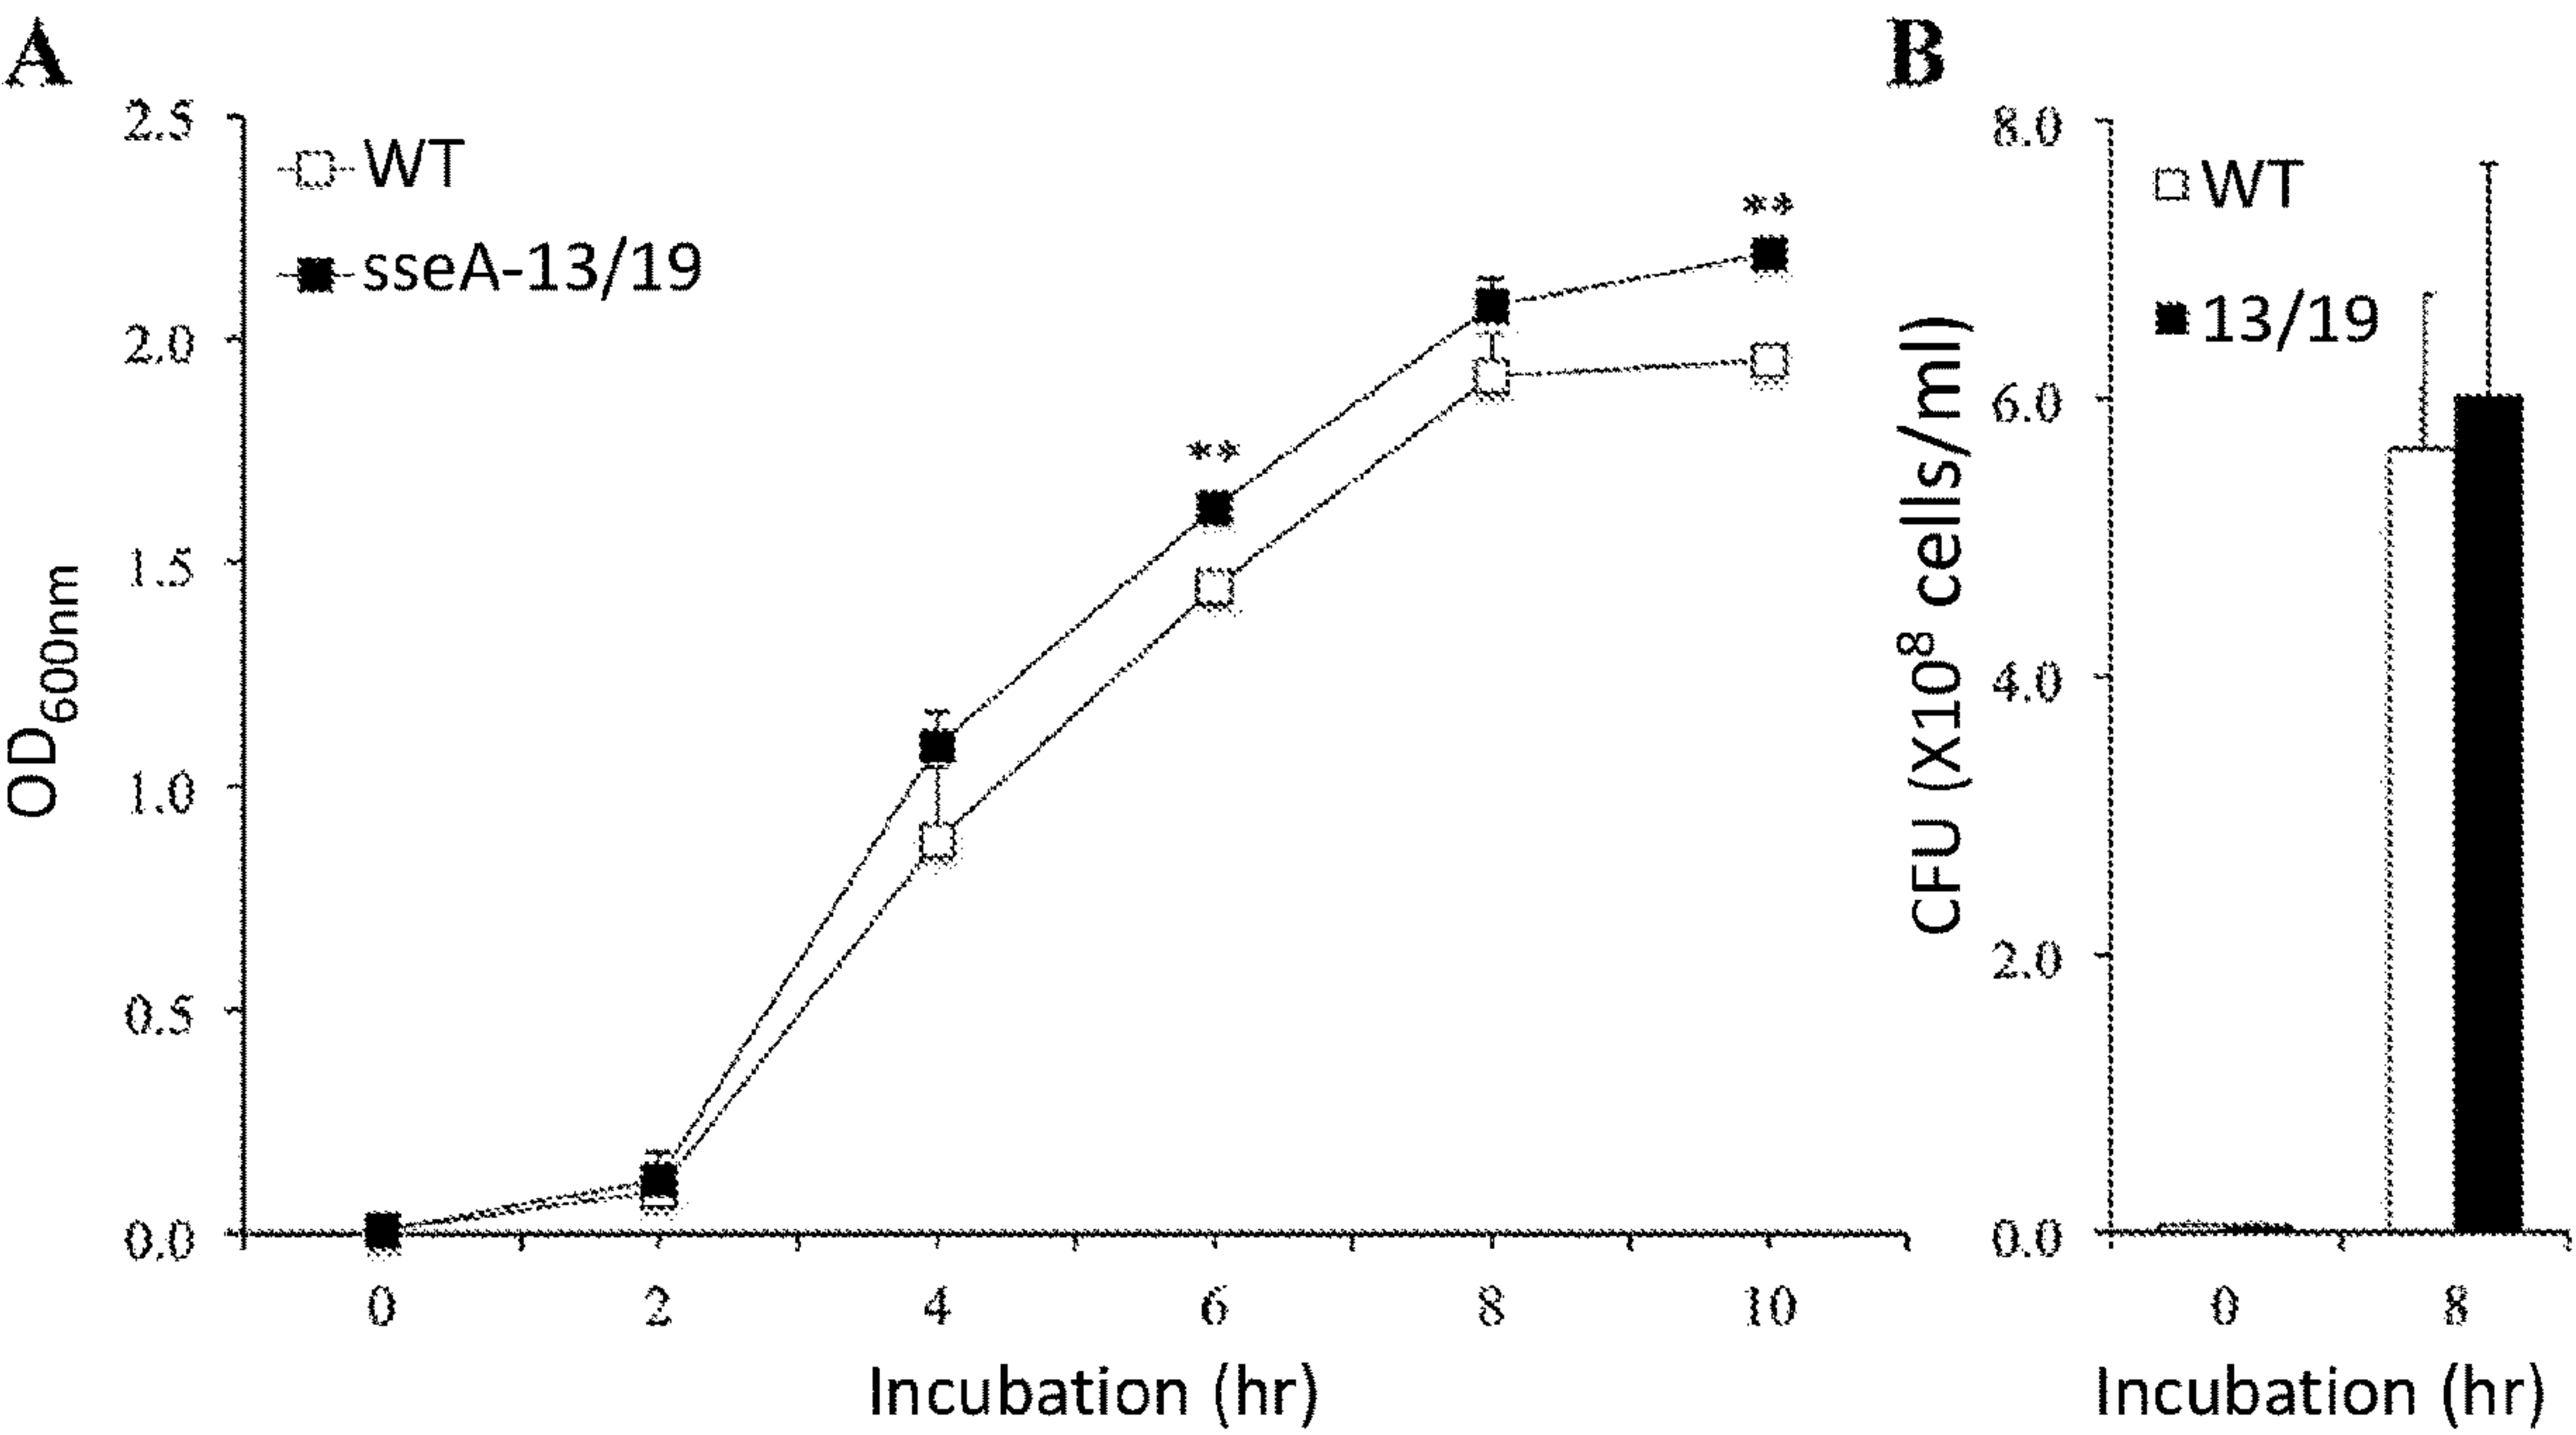 A
2.5
2.0
1.5
1.0
0.5
0.0
OD600nm
WT
sseA-13/19
**
**
0 2 4 6 8 10
Incubation (hr)
B
8.0
6.0
4.0
2.0
0.0
CFU (X10⁸ cells/ml)
WT
13/19
0 8
Incubation (hr)